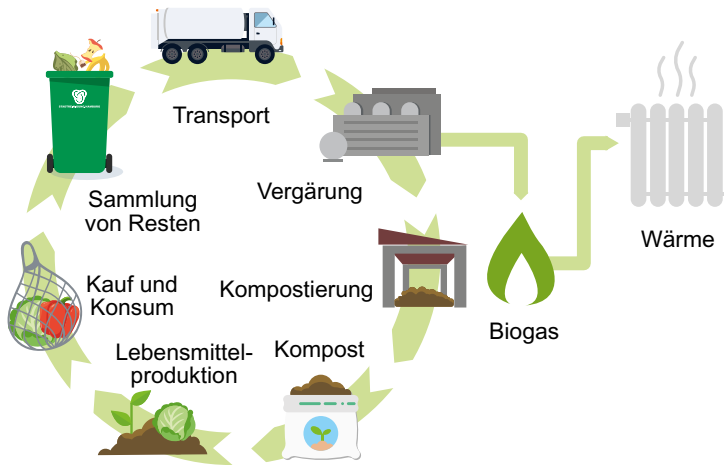 Transport
Vergärung
Sammlung
von Resten
Wärme
Kauf und
Konsum
Kompostierung
Biogas
Lebensmittel-
produktion
Kompost